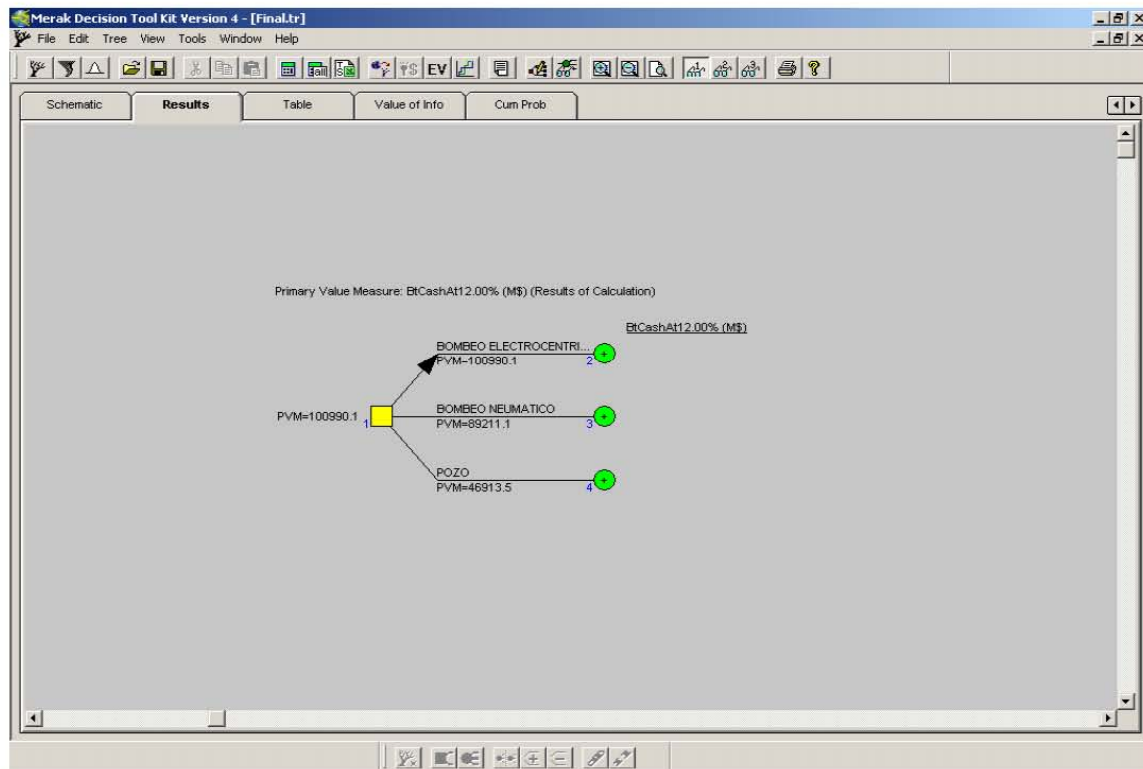 Merak Decision Tool Kit Version 4 - [Final.tr]
File Edit Tree View Tools Window Help
EV
Schematic Results Table Value of Info Cum Prob
Primary Value Measure: BtCashAt12.00% (M$) (Results of Calculation)
BtCashAt12.00% (M$)
BOMBEO ELECTROCENTRI...
PVM=100990.1 2
BOMBEO NEUMATICO
PVM=100990.1 1
PVM=89211.1 3
POZO
PVM=46913.5 4